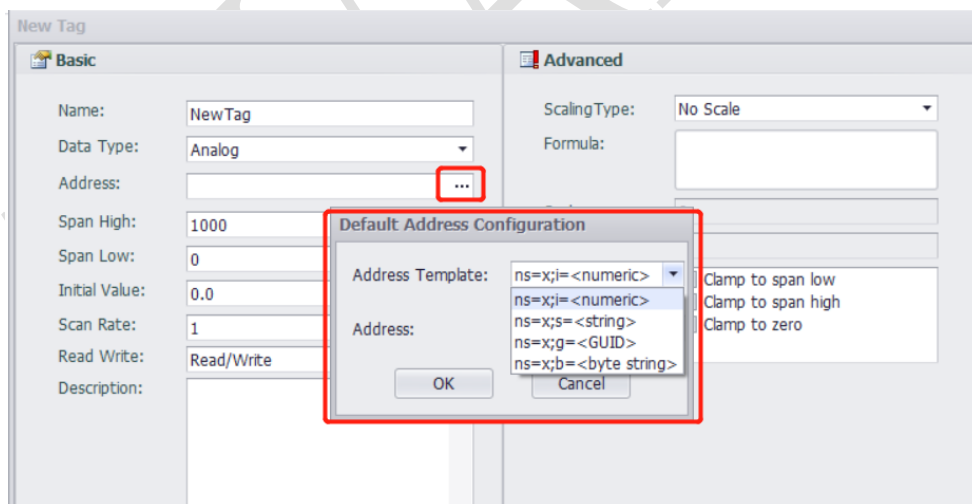 New Tag
Basic
Name:
NewTag
Data Type:
Analog
Address:
...
Span High:
1000
Span Low:
0
Initial Value:
0.0
Scan Rate:
1
Read Write:
Read/Write
Description:
Advanced
ScalingType:
No Scale
Formula:
Clamp to span low
Clamp to span high
Clamp to zero
Default Address Configuration
Address Template:
ns=x;i=<numeric>
ns=x;i=<numeric>
ns=x;s=<string>
ns=x;g=<GUID>
ns=x;b=<byte string>
Address:
OK
Cancel